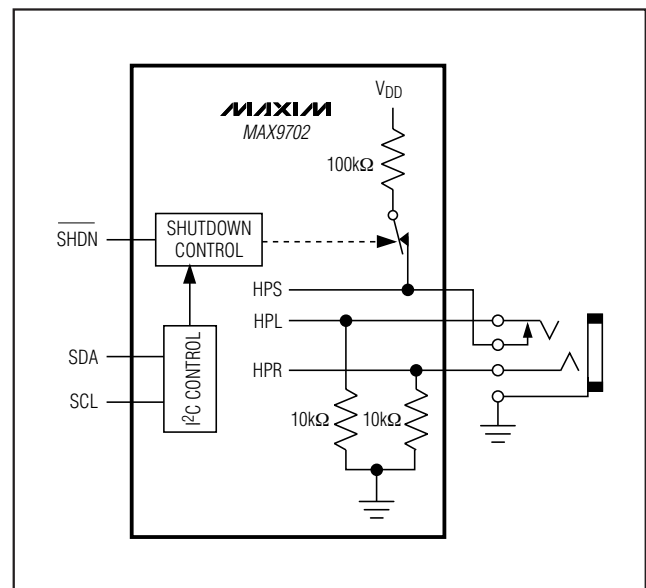 MAXIM
MAX9702
VDD
100kΩ
SHDN
SHUTDOWN
CONTROL
HPS
HPL
HPR
SDA
SCL
I²C CONTROL
10kΩ
10kΩ